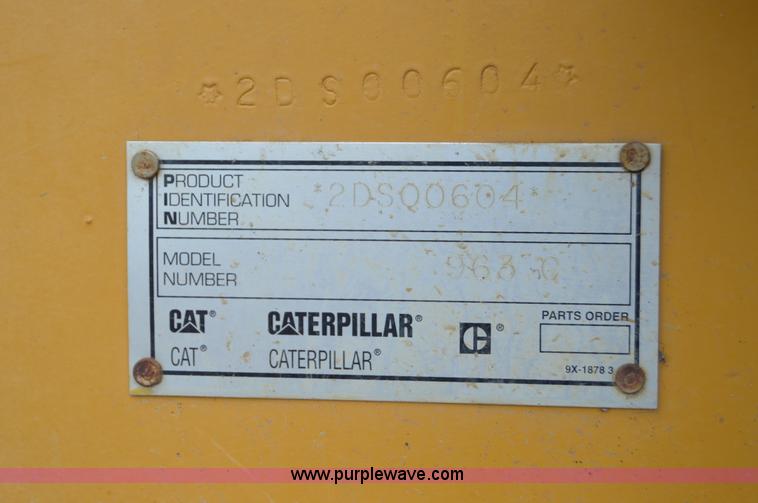 *2DS00604*
PRODUCT
IDENTIFICATION
NUMBER
*2DS00604*
MODEL
NUMBER
963 C
CAT® CATERPILLAR® ® PARTS ORDER
CAT® CATERPILLAR®
9X-1878 3
www.purplewave.com